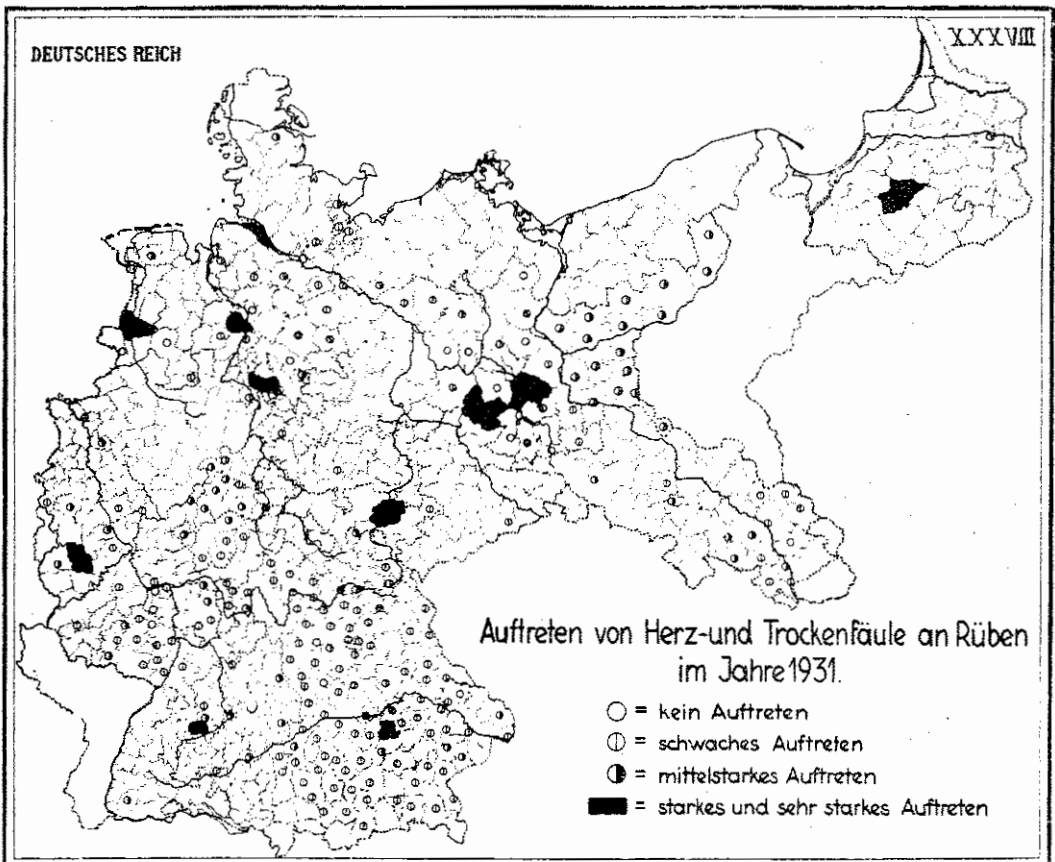 DEUTSCHES REICH
XXXVIII
Auftreten von Herz-und Trockenfäule an Rüben
im Jahre 1931.
= kein Auftreten
= schwaches Auftreten
= mittelstarkes Auftreten
= starkes und sehr starkes Auftreten